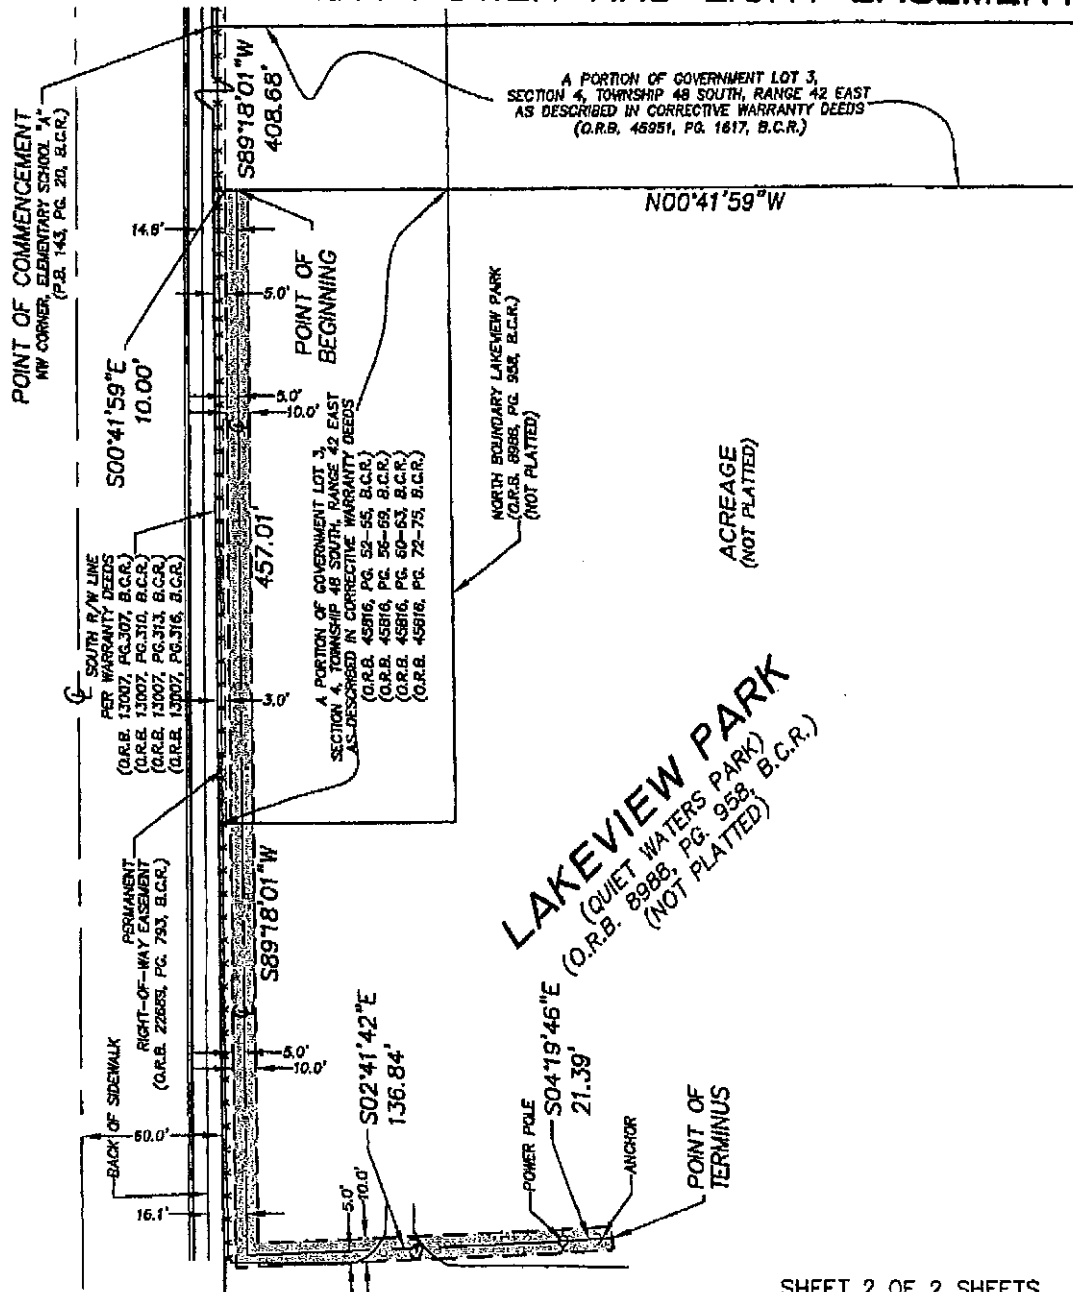 POINT OF COMMENCEMENT
NW CORNER, ELEMENTARY SCHOOL "A"
(P.B. 143, PG. 20, B.C.R.)
S89°18'01"W
408.68'
A PORTION OF GOVERNMENT LOT 3,
SECTION 4, TOWNSHIP 48 SOUTH, RANGE 42 EAST
AS DESCRIBED IN CORRECTIVE WARRANTY DEEDS
(O.R.B. 45951, PG. 1617, B.C.R.)
N00°41'59"W
14.8'
5.0'
POINT OF
BEGINNING
S00°41'59"E
10.00'
5.0'
10.0'
NORTH BOUNDARY LAKEVIEW PARK
(O.R.B. 8988, PG. 958, B.C.R.)
(NOT PLATTED)
A PORTION OF GOVERNMENT LOT 3,
SECTION 4, TOWNSHIP 48 SOUTH, RANGE 42 EAST
AS DESCRIBED IN CORRECTIVE WARRANTY DEEDS
(O.R.B. 45816, PG. 52-55, B.C.R.)
(O.R.B. 45816, PG. 56-59, B.C.R.)
(O.R.B. 45816, PG. 60-63, B.C.R.)
(O.R.B. 45816, PG. 72-75, B.C.R.)
ACREAGE
(NOT PLATTED)
457.01'
SOUTH R/W LINE
PER WARRANTY DEEDS
(O.R.B. 13007, PG.307, B.C.R.)
(O.R.B. 13007, PG.310, B.C.R.)
(O.R.B. 13007, PG.313, B.C.R.)
(O.R.B. 13007, PG.316, B.C.R.)
3.0'
LAKEVIEW PARK
(QUIET WATERS PARK)
(O.R.B. 8988, PG. 958, B.C.R.)
(NOT PLATTED)
PERMANENT
RIGHT-OF-WAY EASEMENT
(O.R.B. 22689, PG. 793, B.C.R.)
S89°18'01"W
BACK OF SIDEWALK
5.0'
10.0'
S02°41'42"E
136.84'
S04°19'46"E
21.39'
60.0'
POWER POLE
ANCHOR
POINT OF
TERMINUS
16.1'
5.0'
10.0'
SHEET 2 OF 2 SHEETS